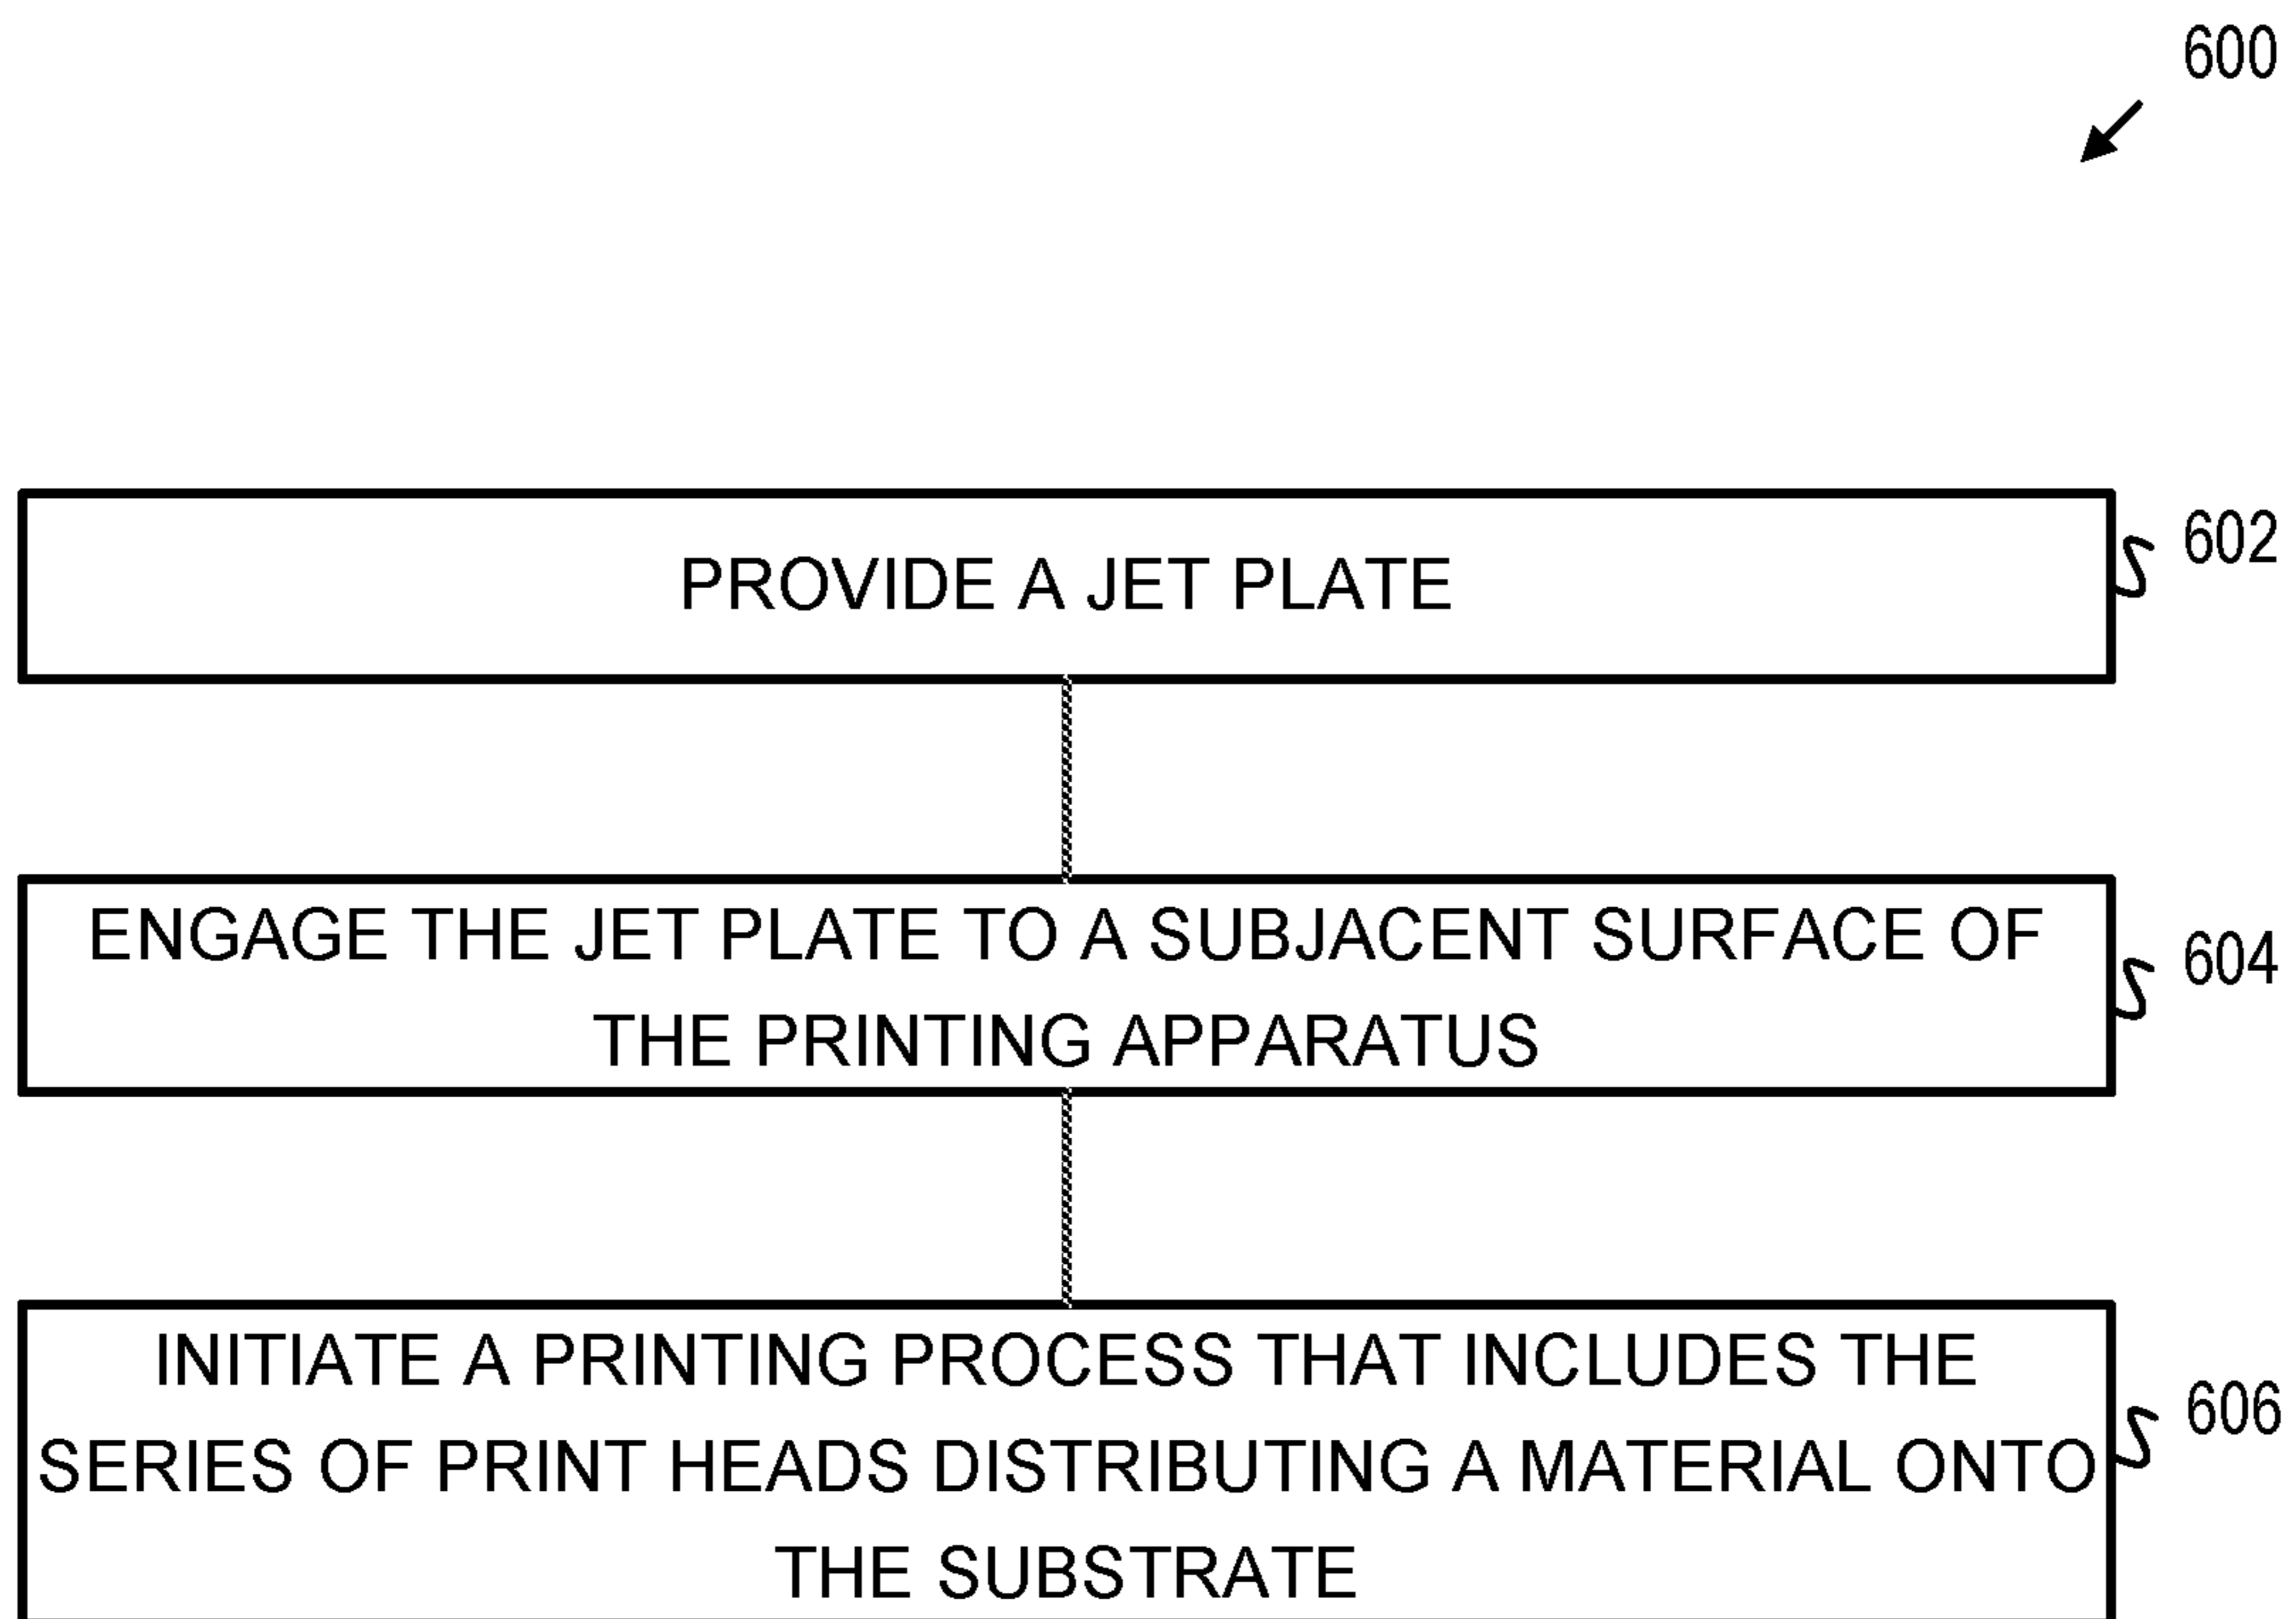 600
PROVIDE A JET PLATE
602
ENGAGE THE JET PLATE TO A SUBJACENT SURFACE OF
THE PRINTING APPARATUS
604
INITIATE A PRINTING PROCESS THAT INCLUDES THE
SERIES OF PRINT HEADS DISTRIBUTING A MATERIAL ONTO
THE SUBSTRATE
606